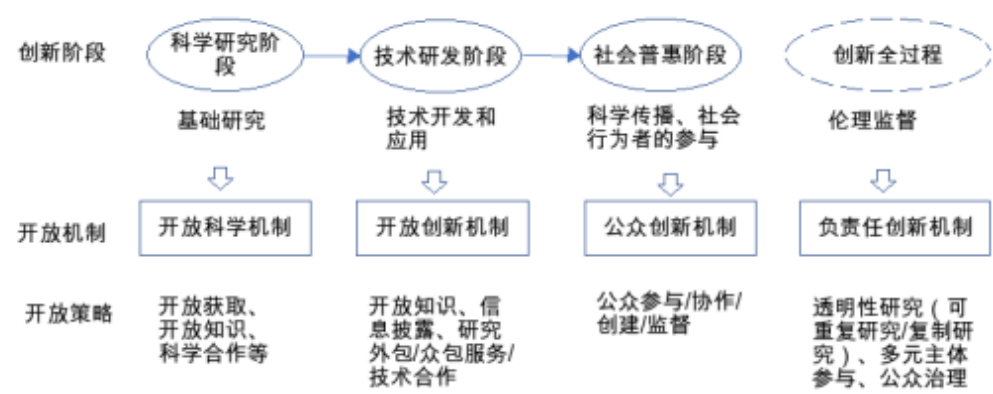 创新阶段
科学研究阶
段
技术研发阶段
社会普惠阶段
创新全过程
基础研究
技术开发和
应用
科学传播、社会
行为者的参与
伦理监督
开放机制
开放科学机制
开放创新机制
公众创新机制
负责任创新机制
开放策略
开放获取、
开放知识、
科学合作等
开放知识、信
息披露、研究
外包/众包服务/
技术合作
公众参与/协作/
创建/监督
透明性研究（可
重复研究/复制研
究）、多元主体
参与、公众治理